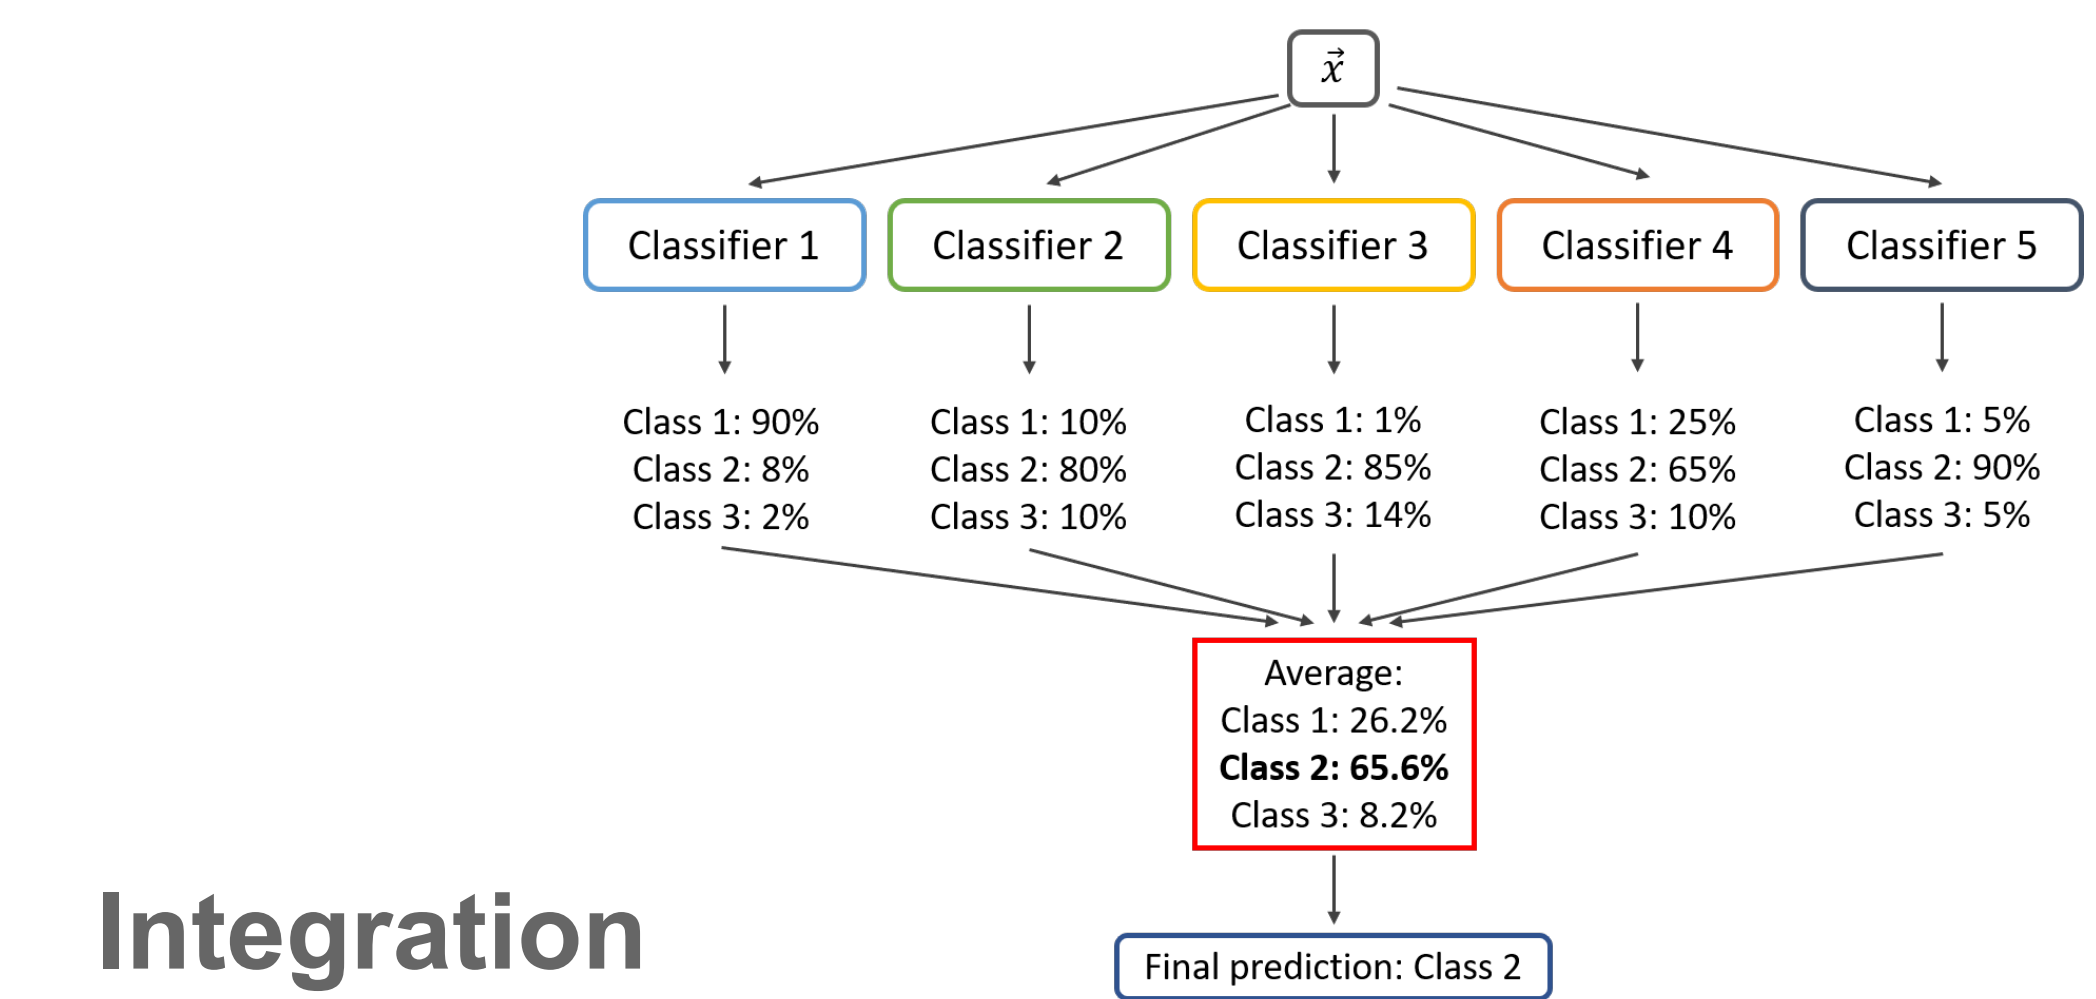 x⃗
Classifier 1
Classifier 2
Classifier 3
Classifier 4
Classifier 5
Class 1: 90%
Class 2: 8%
Class 3: 2%
Class 1: 10%
Class 2: 80%
Class 3: 10%
Class 1: 1%
Class 2: 85%
Class 3: 14%
Class 1: 25%
Class 2: 65%
Class 3: 10%
Class 1: 5%
Class 2: 90%
Class 3: 5%
Average:
Class 1: 26.2%
Class 2: 65.6%
Class 3: 8.2%
Final prediction: Class 2
Integration